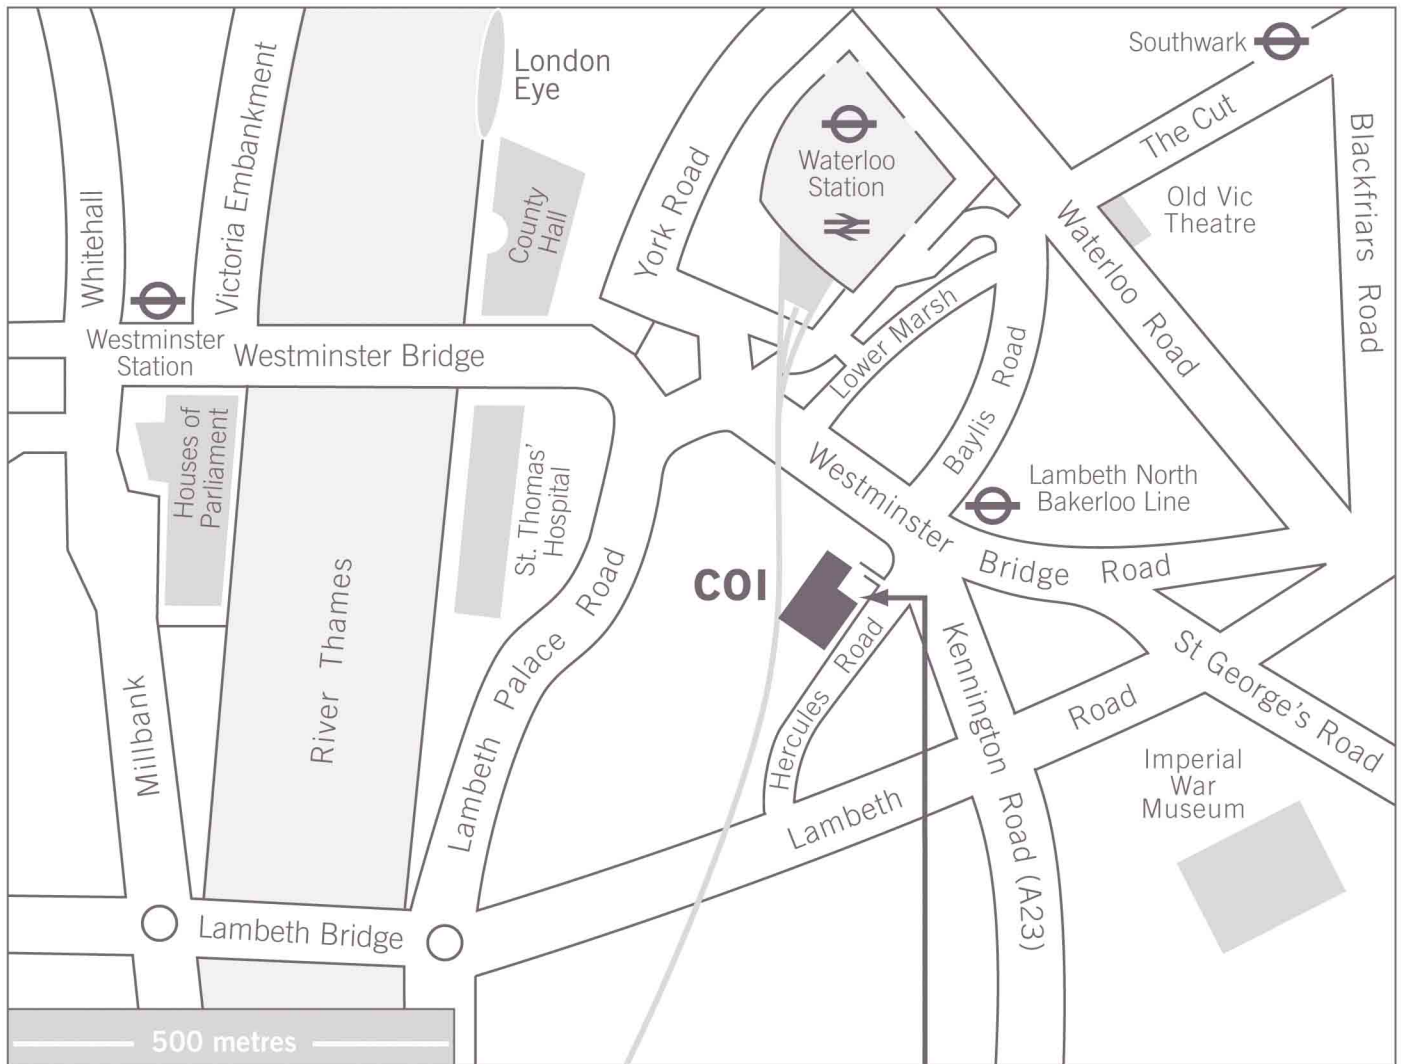 London
Eye
Southwark
The Cut
Blackfriars Road
Waterloo
Station
Old Vic
Theatre
Victoria Embankment
Whitehall
County
Hall
York Road
Waterloo Road
Westminster
Station
Westminster Bridge
Lower Marsh
Baylis Road
Houses of
Parliament
St. Thomas'
Hospital
Westminster Bridge Road
Lambeth North
Bakerloo Line
COI
River Thames
Lambeth Palace Road
Hercules Road
Kennington Road (A23)
St George's Road
Millbank
Lambeth Road
Imperial
War
Museum
Lambeth Bridge
500 metres